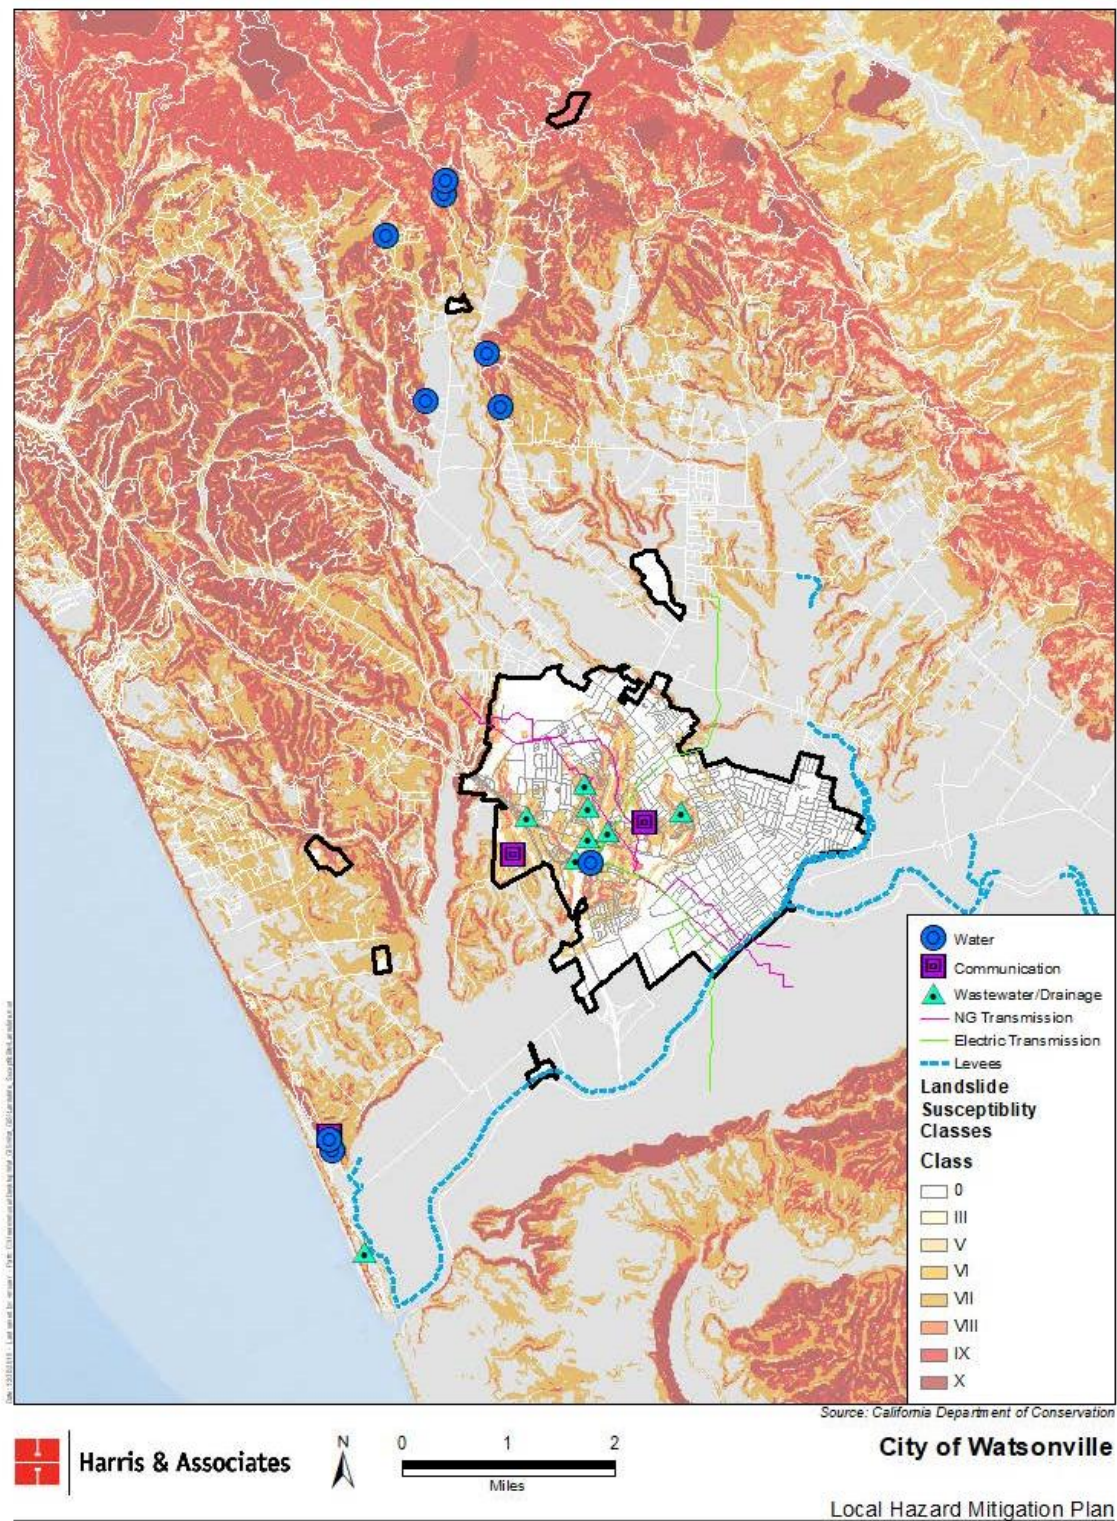 Water
Communication
Wastewater/Drainage
NG Transmission
Electric Transmission
Levees
Landslide
Susceptiblity
Classes
Class
0
III
V
VI
VII
VIII
IX
X
Source: California Department of Conservation
Harris & Associates
N
0 1 2
Miles
City of Watsonville
Local Hazard Mitigation Plan